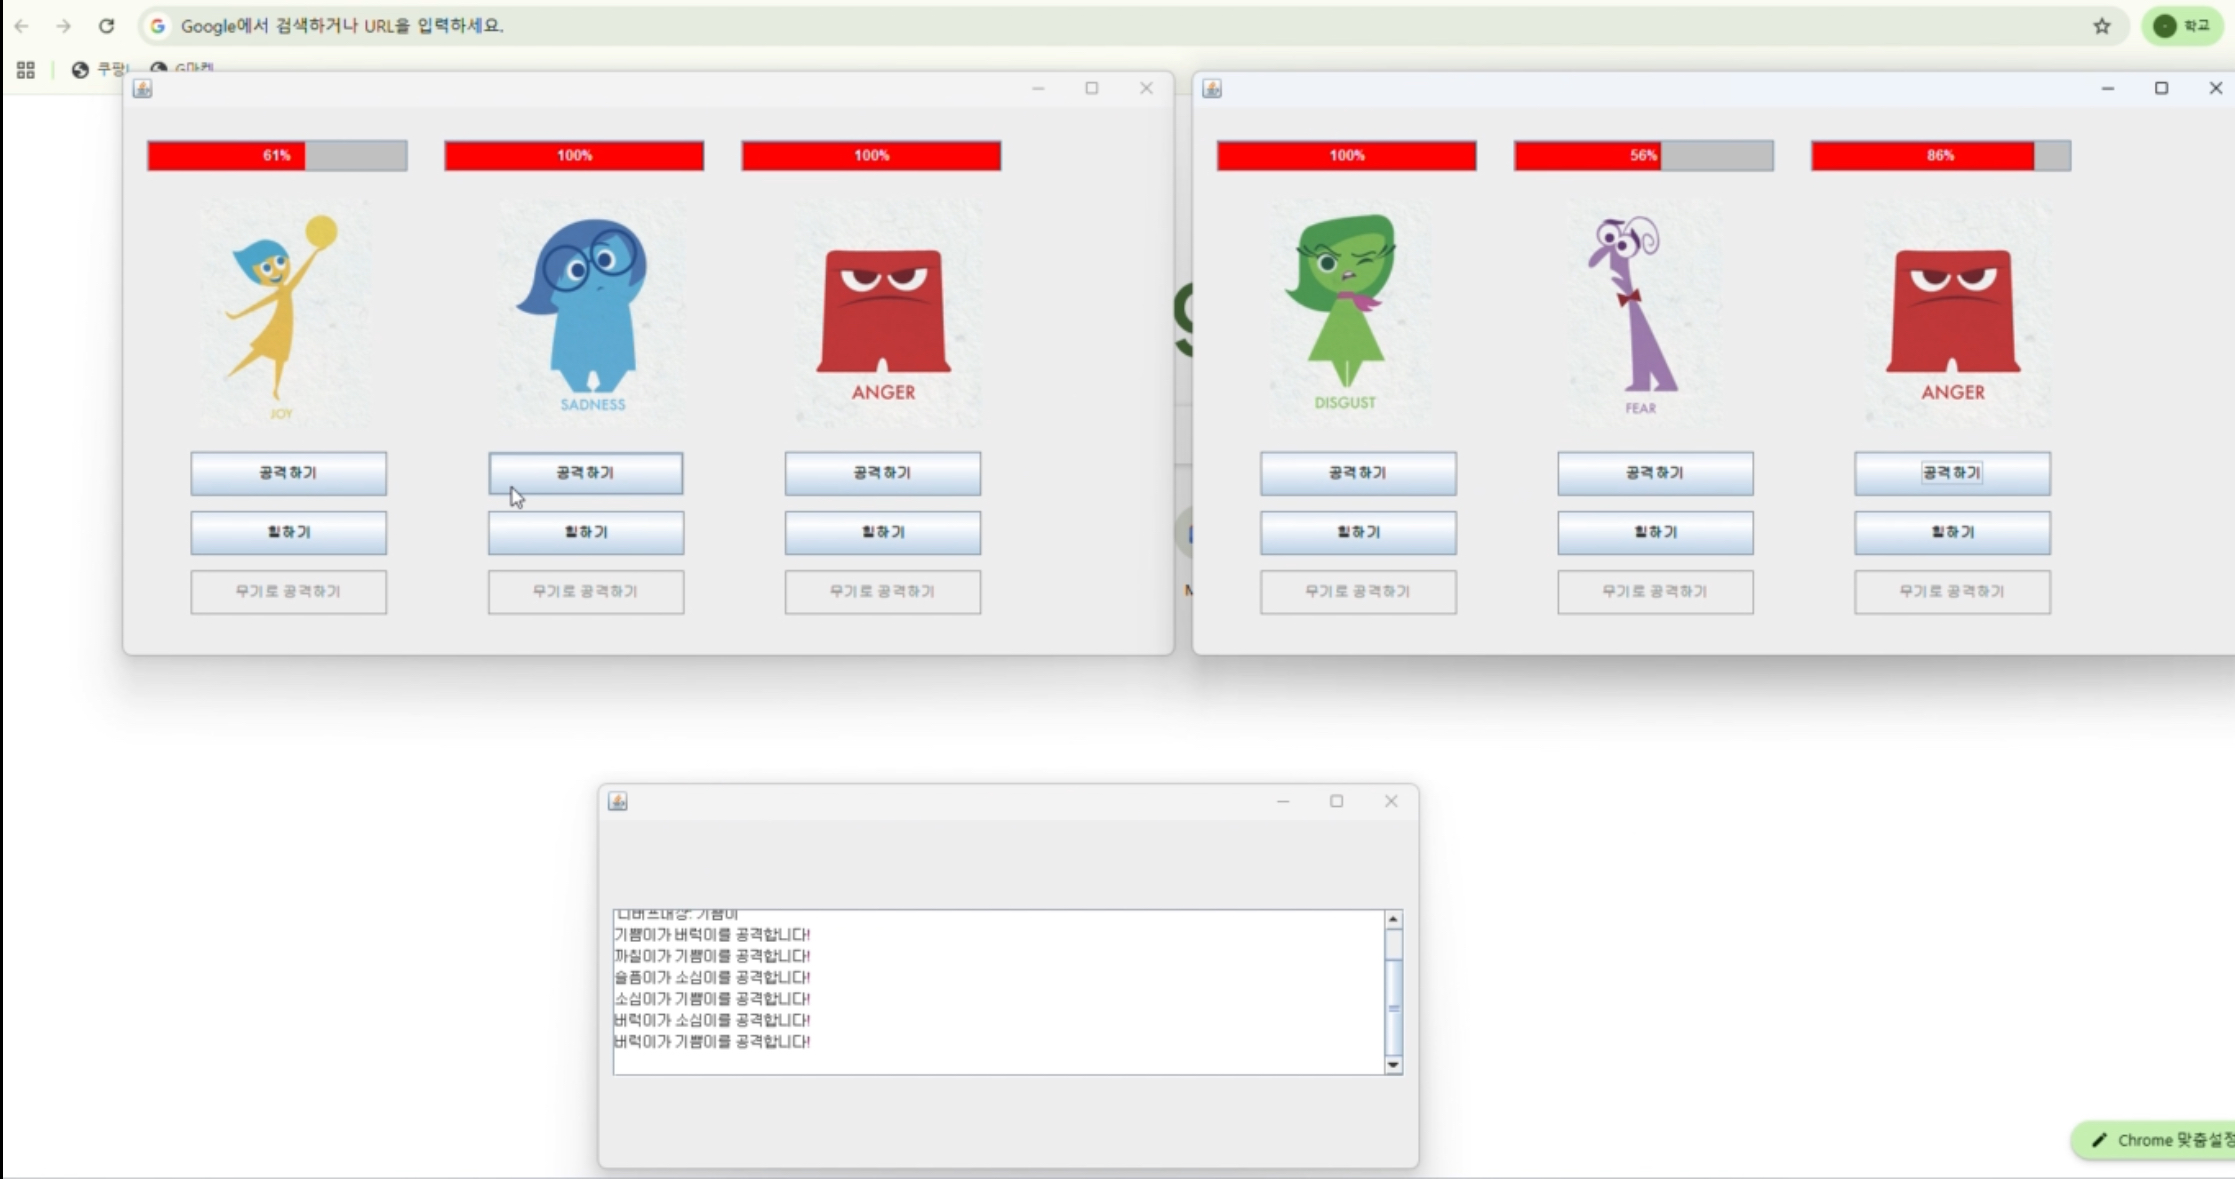 Google에서 검색하거나 URL을 입력하세요.
학교
쿠팡!
G마켓
61%
100%
100%
JOY
SADNESS
ANGER
공격하기
공격하기
공격하기
힐하기
힐하기
힐하기
무기로 공격하기
무기로 공격하기
무기로 공격하기
100%
56%
86%
DISGUST
FEAR
ANGER
공격하기
공격하기
공격하기
힐하기
힐하기
힐하기
무기로 공격하기
무기로 공격하기
무기로 공격하기
디버프대상: 기쁨이
기쁨이가 버럭이를 공격합니다!
까칠이가 기쁨이를 공격합니다!
슬픔이가 소심이를 공격합니다!
소심이가 기쁨이를 공격합니다!
버럭이가 소심이를 공격합니다!
버럭이가 기쁨이를 공격합니다!
Chrome 맞춤설정